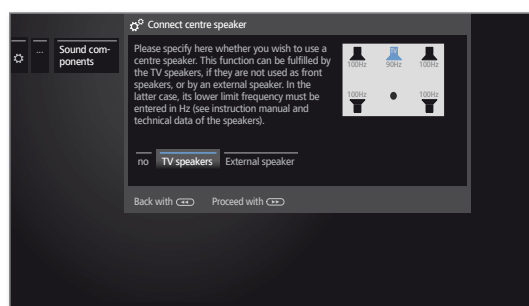 Connect centre speaker
...
Sound com-
ponents
Please specify here whether you wish to use a
centre speaker. This function can be fulfilled by
the TV speakers, if they are not used as front
speakers, or by an external speaker. In the
latter case, its lower limit frequency must be
entered in Hz (see instruction manual and
technical data of the speakers).
100Hz 90Hz 100Hz
100Hz 100Hz
no TV speakers External speaker
Back with Proceed with